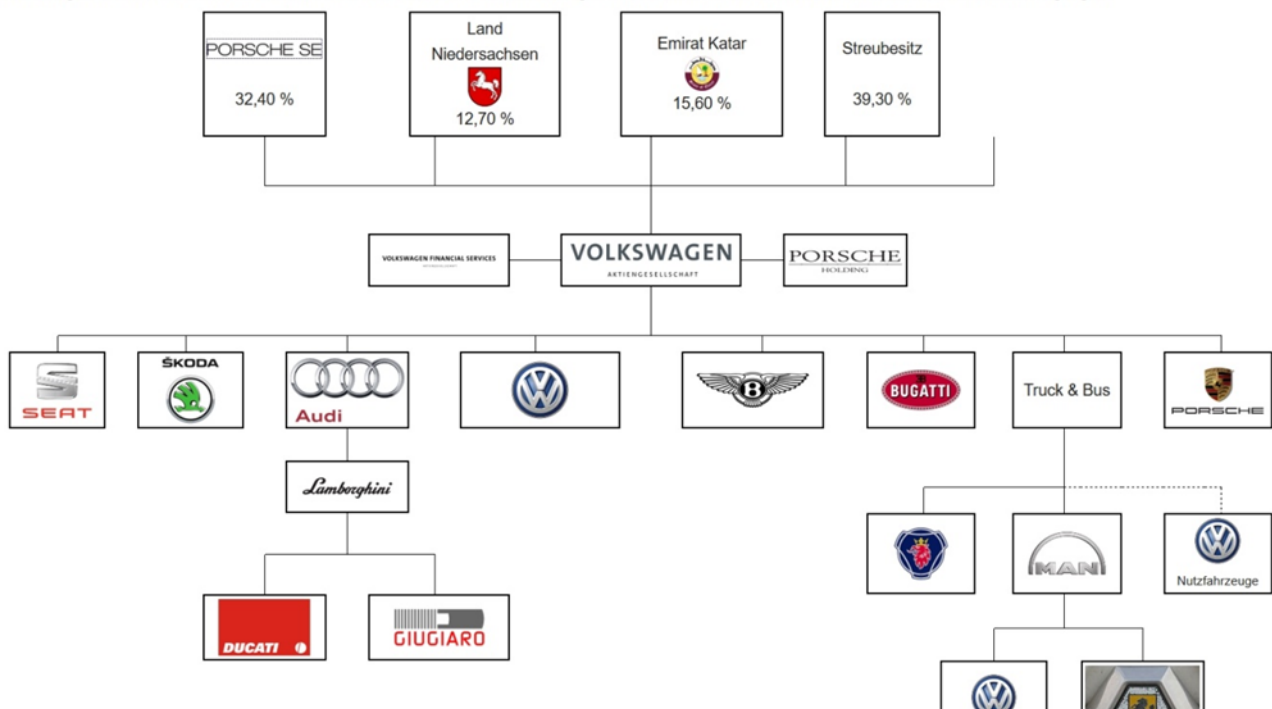 PORSCHE SE
32,40 %
Land
Niedersachsen
12,70 %
Emirat Katar
15,60 %
Streubesitz
39,30 %
VOLKSWAGEN FINANCIAL SERVICES
VOLKSWAGEN
AKTIENGESELLSCHAFT
PORSCHE
HOLDING
SEAT
ŠKODA
Audi
BUGATTI
Truck & Bus
PORSCHE
Lamborghini
MAN
Nutzfahrzeuge
DUCATI
GIUGIARO